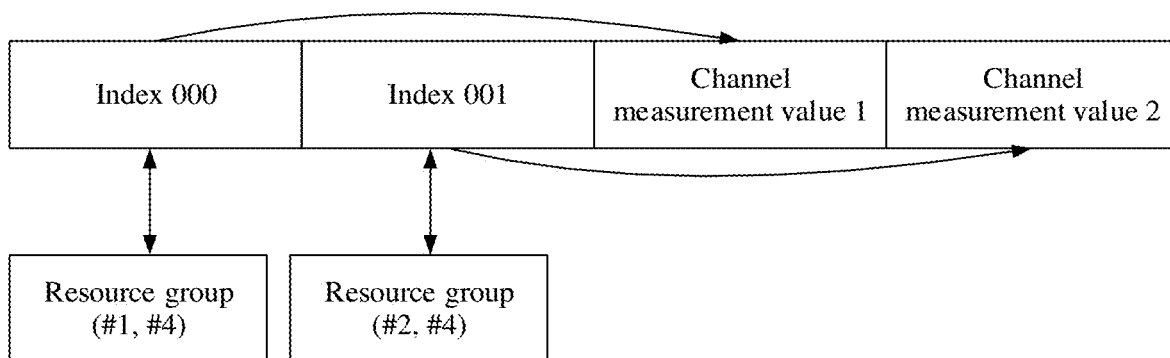 Index 000
Index 001
Channel
measurement value 1
Channel
measurement value 2
Resource group
(#1, #4)
Resource group
(#2, #4)